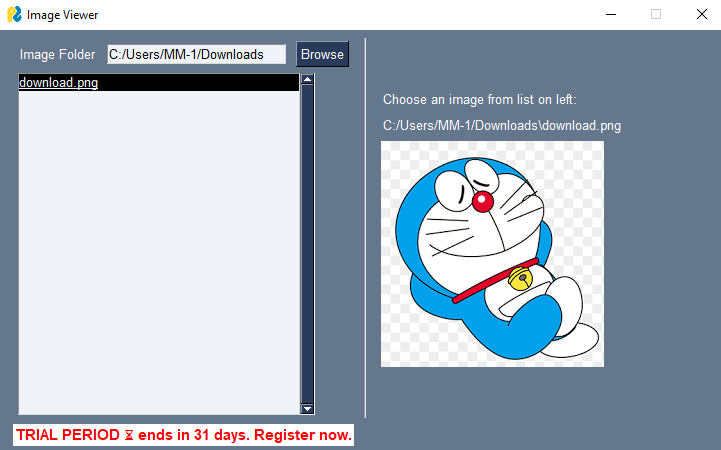 Image Viewer
Image Folder C:/Users/MM-1/Downloads Browse
download.png
Choose an image from list on left:
C:/Users/MM-1/Downloads\download.png
TRIAL PERIOD ⏳ ends in 31 days. Register now.